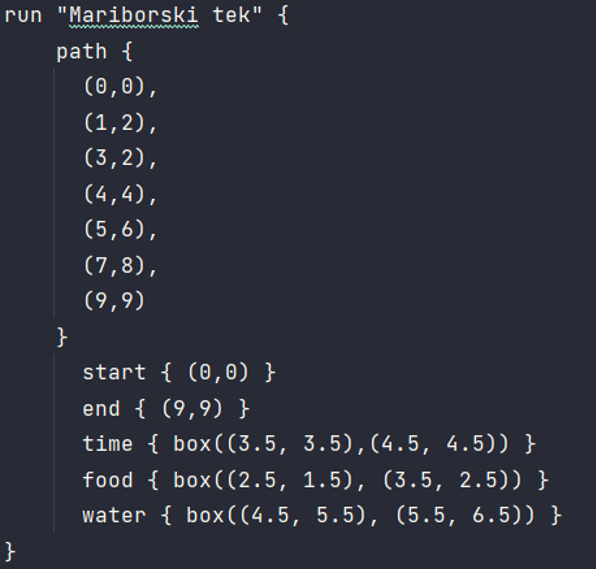 run "Mariborski tek" {
path {
(0,0),
(1,2),
(3,2),
(4,4),
(5,6),
(7,8),
(9,9)
}
start { (0,0) }
end { (9,9) }
time { box((3.5, 3.5),(4.5, 4.5)) }
food { box((2.5, 1.5), (3.5, 2.5)) }
water { box((4.5, 5.5), (5.5, 6.5)) }
}